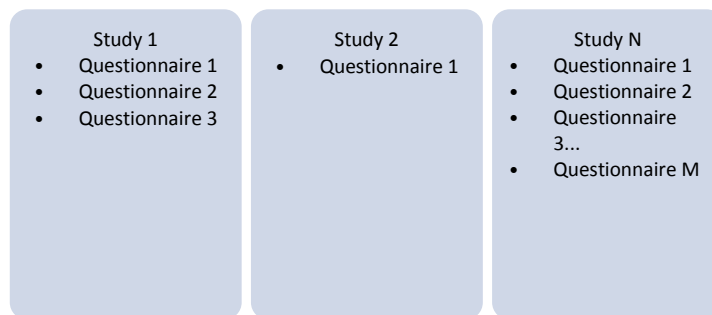 Study 1
• Questionnaire 1
• Questionnaire 2
• Questionnaire 3
Study 2
• Questionnaire 1
Study N
• Questionnaire 1
• Questionnaire 2
• Questionnaire
3...
• Questionnaire M